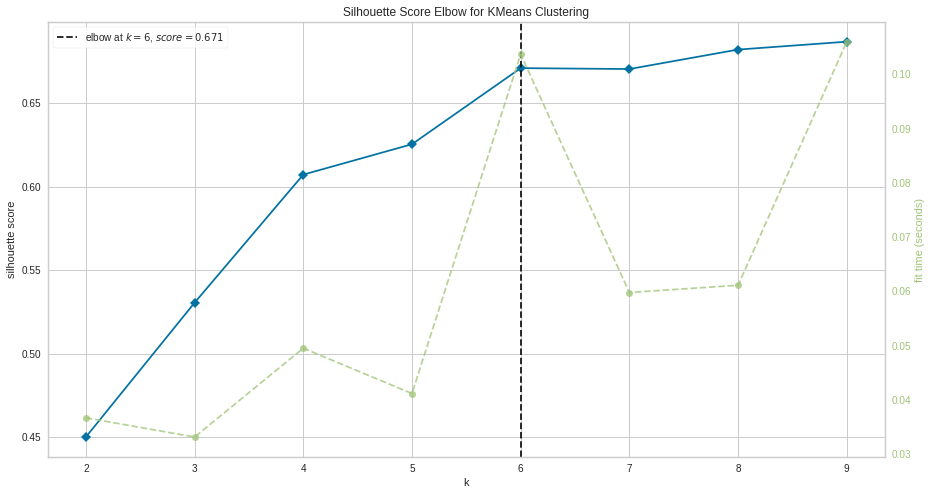 Silhouette Score Elbow for KMeans Clustering
elbow at k = 6, score = 0.671
silhouette score
0.65
0.60
0.55
0.50
0.45
0.10
0.09
0.08
0.07
0.06
0.05
0.04
0.03
fit time (seconds)
2 3 4 5 6 7 8 9
k